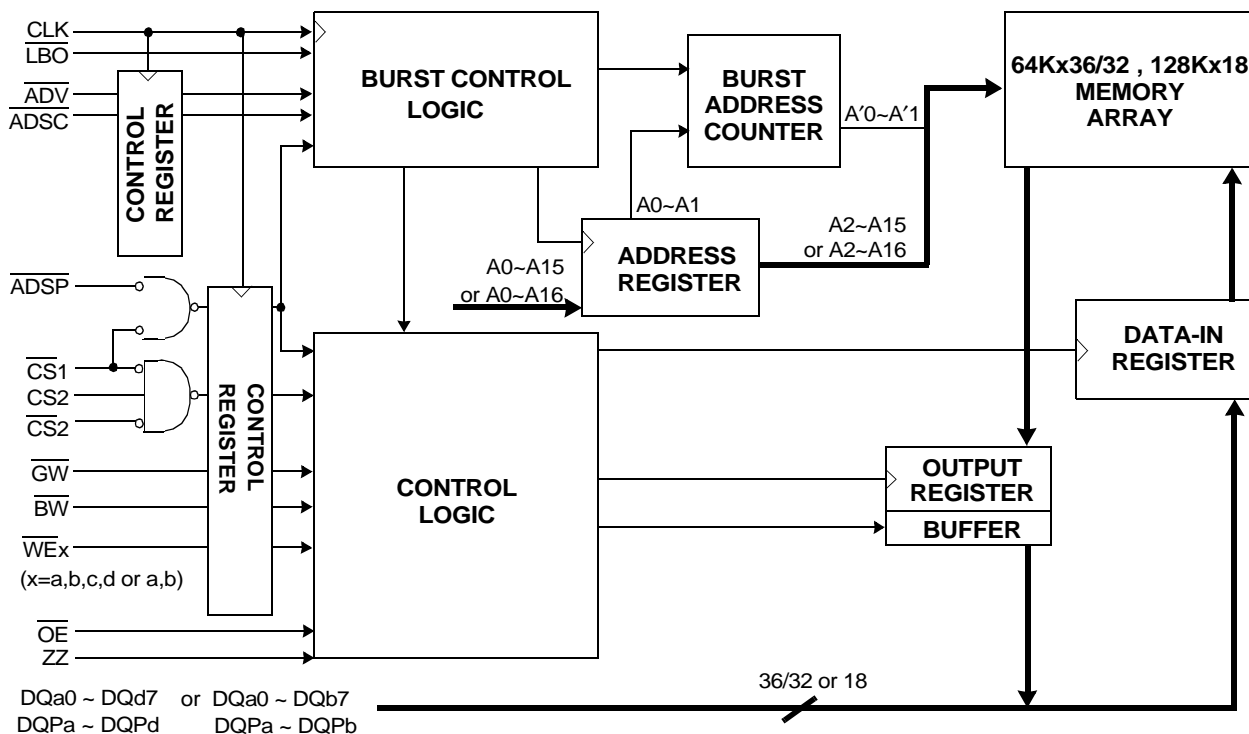 CLK
LBO
ADV
ADSC
CONTROL
REGISTER
BURST CONTROL
LOGIC
BURST
ADDRESS
COUNTER
A′0~A′1
64Kx36/32 , 128Kx18
MEMORY
ARRAY
A0~A1
A2~A15
or A2~A16
ADDRESS
REGISTER
A0~A15
or A0~A16
ADSP
CS1
CS2
CS2
GW
BW
WEx
(x=a,b,c,d or a,b)
OE
ZZ
CONTROL
REGISTER
CONTROL
LOGIC
DATA-IN
REGISTER
OUTPUT
REGISTER
BUFFER
36/32 or 18
DQa0 ~ DQd7 or DQa0 ~ DQb7
DQPa ~ DQPd DQPa ~ DQPb